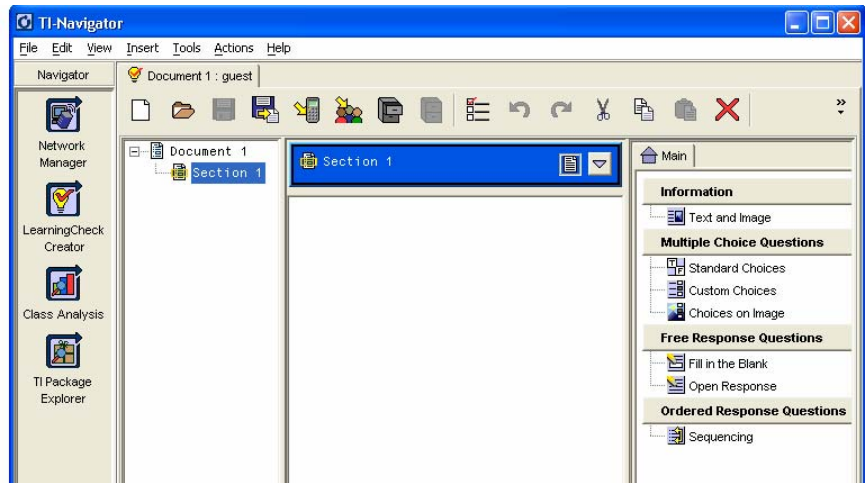 TI-Navigator
File Edit View Insert Tools Actions Help
Navigator
Document 1 : guest
Network
Manager
LearningCheck
Creator
Class Analysis
TI Package
Explorer
Document 1
Section 1
Section 1
Main
Information
Text and Image
Multiple Choice Questions
Standard Choices
Custom Choices
Choices on Image
Free Response Questions
Fill in the Blank
Open Response
Ordered Response Questions
Sequencing